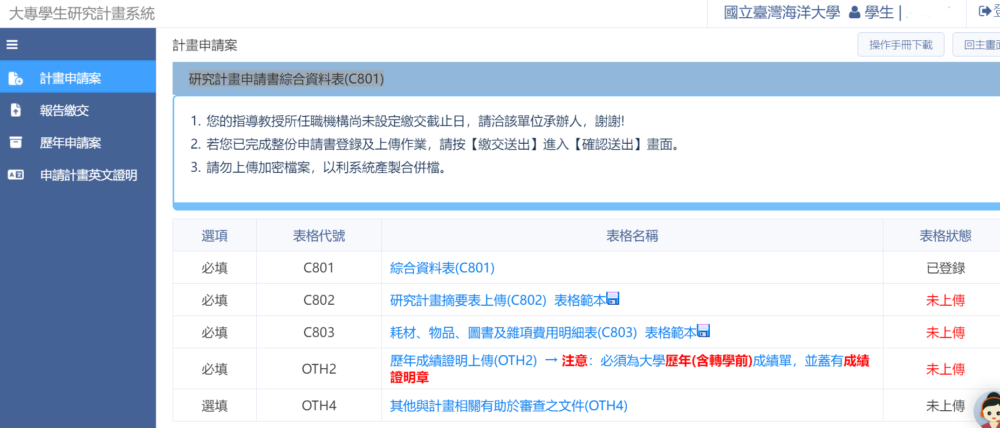 大專學生研究計畫系統
國立臺灣海洋大學 學生 |
計畫申請案
操作手冊下載
回主畫
計畫申請案
報告繳交
歷年申請案
申請計畫英文證明
研究計畫申請書綜合資料表(C801)
1. 您的指導教授所任職機構尚未設定繳交截止日，請洽該單位承辦人，謝謝!
2. 若您已完成整份申請書登錄及上傳作業，請按【繳交送出】進入【確認送出】畫面。
3. 請勿上傳加密檔案，以利系統產製合併檔。
選項 表格代號 表格名稱 表格狀態
必填 C801 綜合資料表(C801) 已登錄
必填 C802 研究計畫摘要表上傳(C802) 表格範本 未上傳
必填 C803 耗材、物品、圖書及雜項費用明細表(C803) 表格範本 未上傳
必填 OTH2 歷年成績證明上傳(OTH2) → 注意：必須為大學歷年(含轉學前)成績單，並蓋有成績
證明章 未上傳
選填 OTH4 其他與計畫相關有助於審查之文件(OTH4) 未上傳